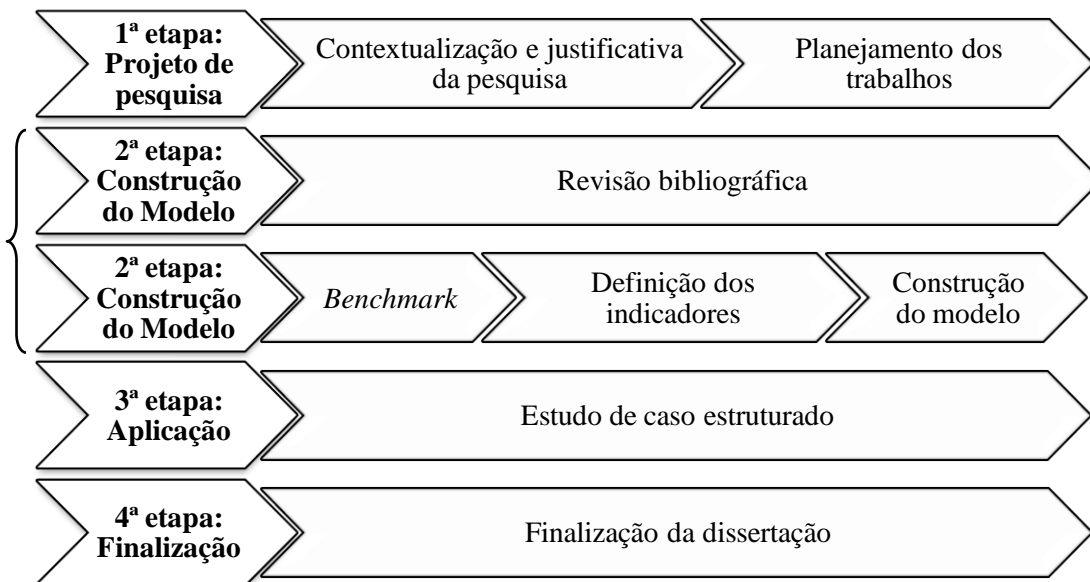 1ª etapa:
Projeto de
pesquisa
Contextualização e justificativa
da pesquisa
Planejamento dos
trabalhos
2ª etapa:
Construção
do Modelo
Revisão bibliográfica
2ª etapa:
Construção
do Modelo
Benchmark
Definição dos
indicadores
Construção
do modelo
3ª etapa:
Aplicação
Estudo de caso estruturado
4ª etapa:
Finalização
Finalização da dissertação